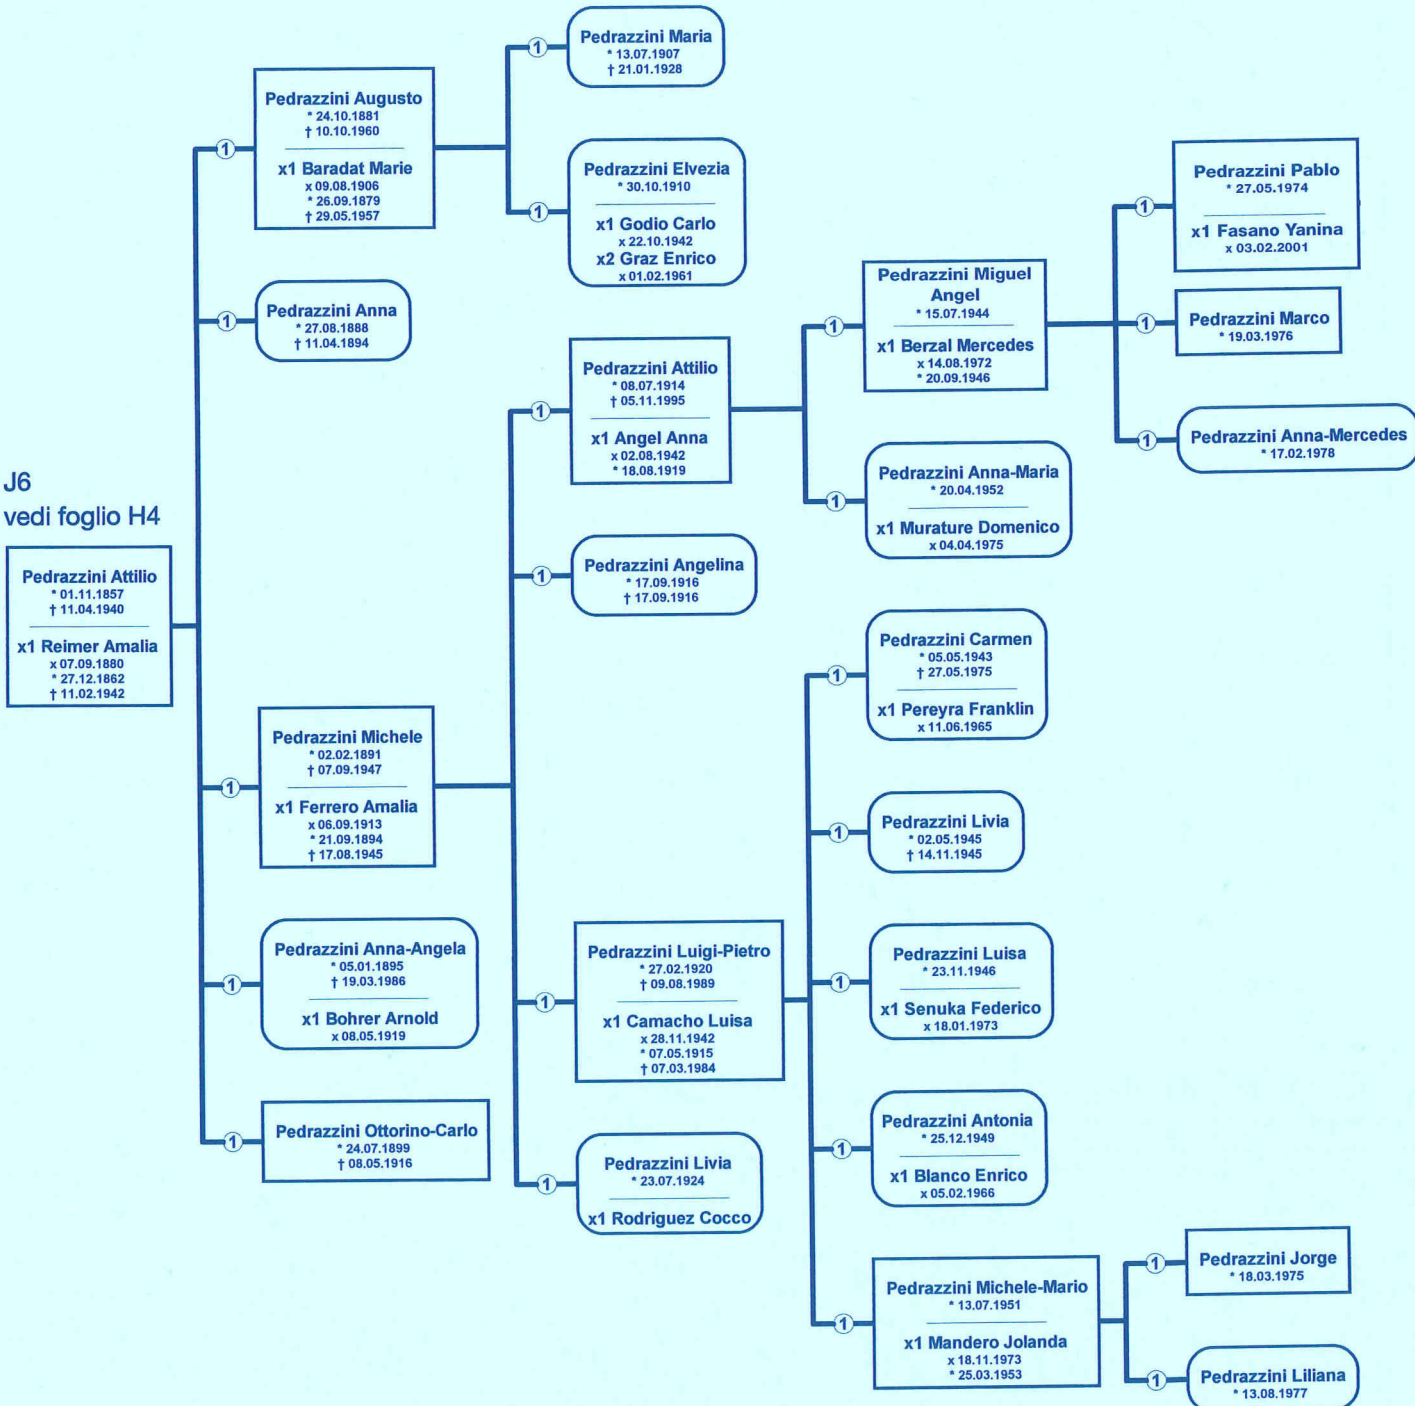 J6
vedi foglio H4
Pedrazzini Attilio
* 01.11.1857
† 11.04.1940
x1 Reimer Amalia
x 07.09.1880
* 27.12.1862
† 11.02.1942
1
Pedrazzini Augusto
* 24.10.1881
† 10.10.1960
x1 Baradat Marie
x 09.08.1906
* 26.09.1879
† 29.05.1957
1
Pedrazzini Maria
* 13.07.1907
† 21.01.1928
1
Pedrazzini Elvezia
* 30.10.1910
x1 Godio Carlo
x 22.10.1942
x2 Graz Enrico
x 01.02.1961
1
Pedrazzini Anna
* 27.08.1888
† 11.04.1894
1
Pedrazzini Michele
* 02.02.1891
† 07.09.1947
x1 Ferrero Amalia
x 06.09.1913
* 21.09.1894
† 17.08.1945
1
Pedrazzini Attilio
* 08.07.1914
† 05.11.1995
x1 Angel Anna
x 02.08.1942
* 18.08.1919
1
Pedrazzini Miguel
Angel
* 15.07.1944
x1 Berzal Mercedes
x 14.08.1972
* 20.09.1946
1
Pedrazzini Pablo
* 27.05.1974
x1 Fasano Yanina
x 03.02.2001
1
Pedrazzini Marco
* 19.03.1976
1
Pedrazzini Anna-Mercedes
* 17.02.1978
1
Pedrazzini Anna-Maria
* 20.04.1952
x1 Murature Domenico
x 04.04.1975
1
Pedrazzini Angelina
* 17.09.1916
† 17.09.1916
1
Pedrazzini Luigi-Pietro
* 27.02.1920
† 09.08.1989
x1 Camacho Luisa
x 28.11.1942
* 07.05.1915
† 07.03.1984
1
Pedrazzini Carmen
* 05.05.1943
† 27.05.1975
x1 Pereyra Franklin
x 11.06.1965
1
Pedrazzini Livia
* 02.05.1945
† 14.11.1945
1
Pedrazzini Luisa
* 23.11.1946
x1 Senuka Federico
x 18.01.1973
1
Pedrazzini Antonia
* 25.12.1949
x1 Blanco Enrico
x 05.02.1966
1
Pedrazzini Michele-Mario
* 13.07.1951
x1 Mandero Jolanda
x 18.11.1973
* 25.03.1953
1
Pedrazzini Jorge
* 18.03.1975
1
Pedrazzini Liliana
* 13.08.1977
1
Pedrazzini Livia
* 23.07.1924
x1 Rodriguez Cocco
1
Pedrazzini Anna-Angela
* 05.01.1895
† 19.03.1986
x1 Bohrer Arnold
x 08.05.1919
1
Pedrazzini Ottorino-Carlo
* 24.07.1899
† 08.05.1916